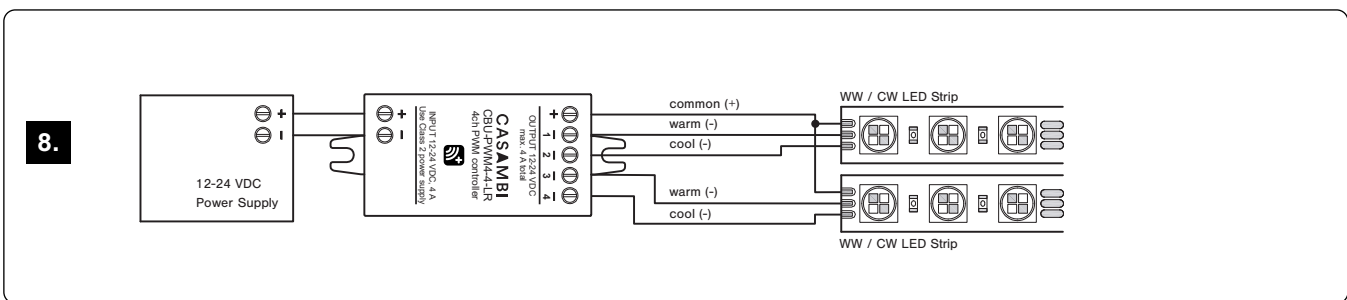 8.
+
-
12-24 VDC
Power Supply
+
-
INPUT 12-24 VDC, 4 A
Use Class 2 power supply
CASAMBI
CBU-PWM4-4-LR
4ch PWM controller
OUTPUT 12-24 VDC
max. 4 A total
+
1 -
2 -
3 -
4 -
common (+)
warm (-)
cool (-)
warm (-)
cool (-)
WW / CW LED Strip
WW / CW LED Strip